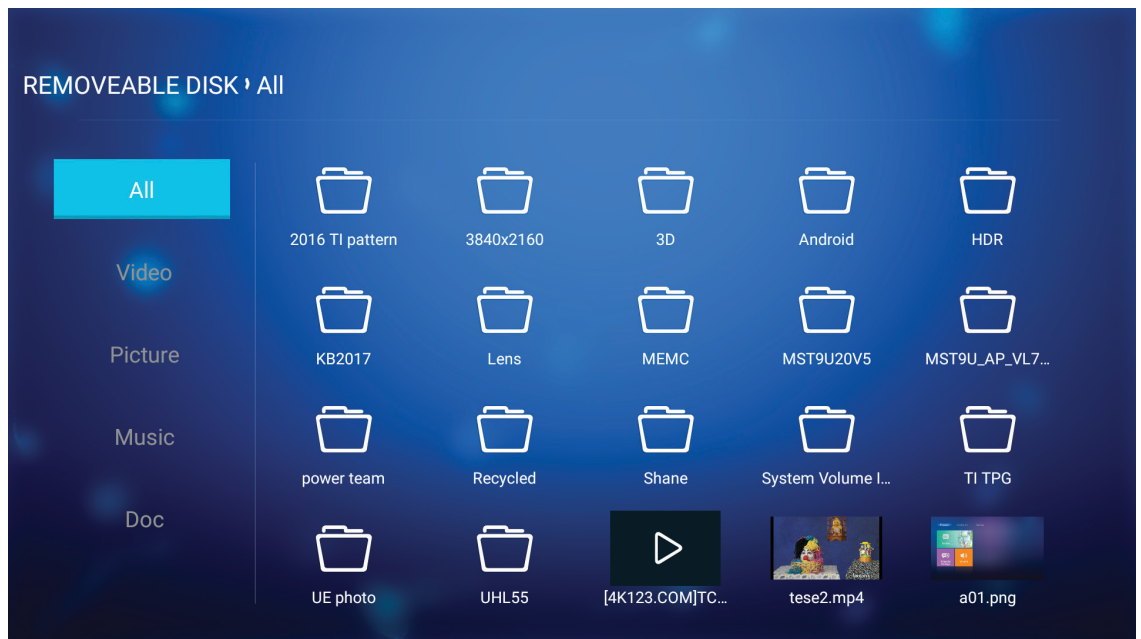 REMOVEABLE DISK › All
All
Video
Picture
Music
Doc
2016 TI pattern
3840x2160
3D
Android
HDR
KB2017
Lens
MEMC
MST9U20V5
MST9U_AP_VL7...
power team
Recycled
Shane
System Volume I...
TI TPG
UE photo
UHL55
[4K123.COM]TC...
tese2.mp4
a01.png